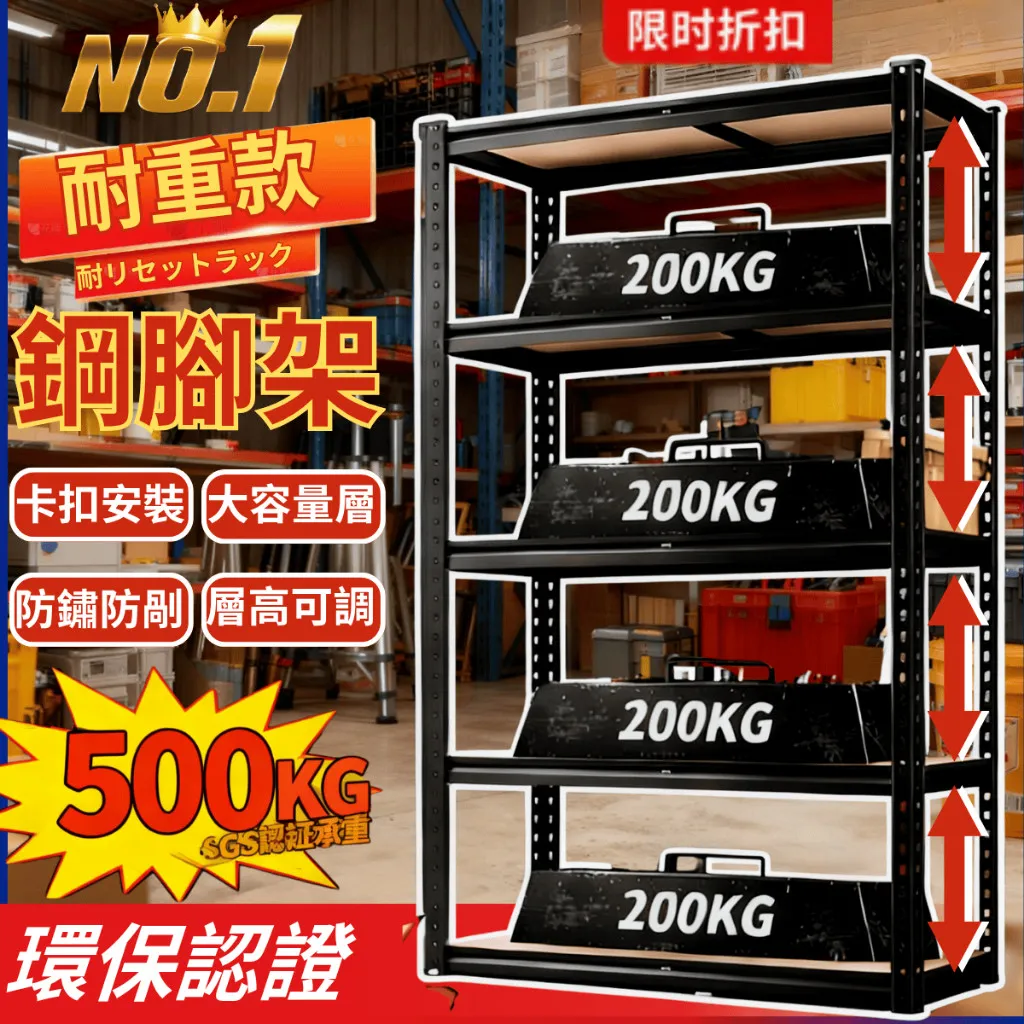 NO.1
限时折扣
耐重款
耐リセットラック
鋼腳架
卡扣安裝
大容量層
防鏽防剮
層高可調
500KG
SGS認証承重
環保認證
200KG
200KG
200KG
200KG